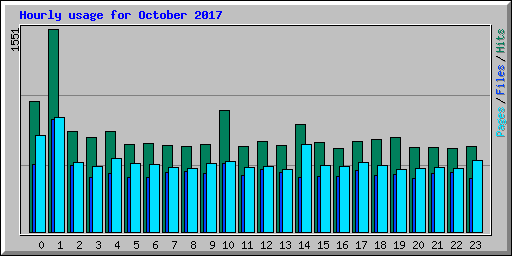 Hourly usage for October 2017
1551
Pages/Files/Hits
0 1 2 3 4 5 6 7 8 9 10 11 12 13 14 15 16 17 18 19 20 21 22 23